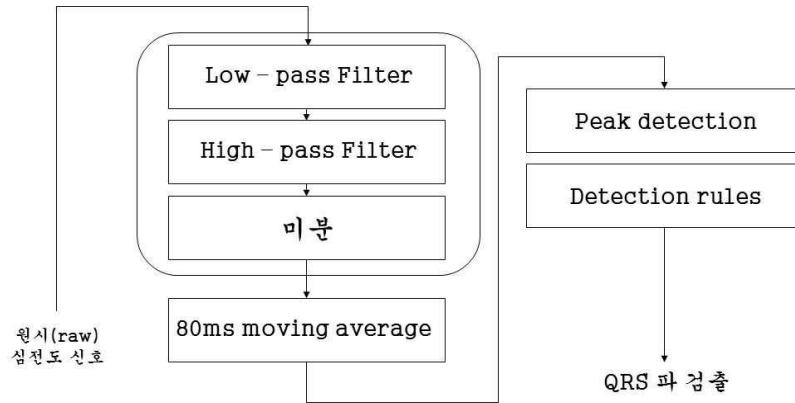 Low – pass Filter
High – pass Filter
미분
80ms moving average
원시(raw)
심전도 신호
Peak detection
Detection rules
QRS 파 검출